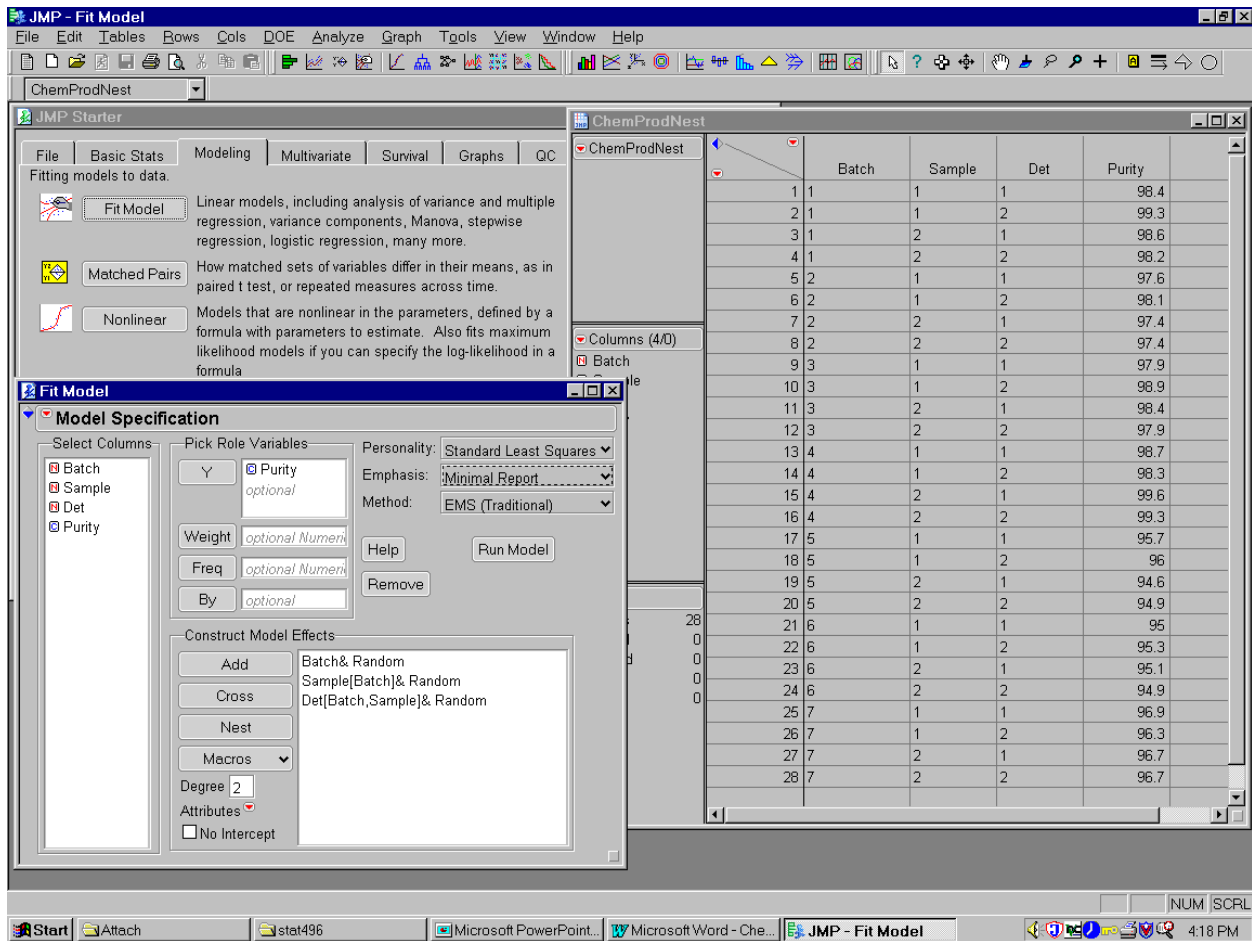 JMP - Fit Model
File Edit Tables Rows Cols DOE Analyze Graph Tools View Window Help
ChemProdNest
JMP Starter
File Basic Stats Modeling Multivariate Survival Graphs QC
Fitting models to data.
Fit Model
Linear models, including analysis of variance and multiple
regression, variance components, Manova, stepwise
regression, logistic regression, many more.
Matched Pairs
How matched sets of variables differ in their means, as in
paired t test, or repeated measures across time.
Nonlinear
Models that are nonlinear in the parameters, defined by a
formula with parameters to estimate. Also fits maximum
likelihood models if you can specify the log-likelihood in a
formula
ChemProdNest
ChemProdNest
Columns (4/0)
Batch
28
0
0
0
0
Batch Sample Det Purity
1 1 1 1 98.4
2 1 1 2 99.3
3 1 2 1 98.6
4 1 2 2 98.2
5 2 1 1 97.6
6 2 1 2 98.1
7 2 2 1 97.4
8 2 2 2 97.4
9 3 1 1 97.9
10 3 1 2 98.9
11 3 2 1 98.4
12 3 2 2 97.9
13 4 1 1 98.7
14 4 1 2 98.3
15 4 2 1 99.6
16 4 2 2 99.3
17 5 1 1 95.7
18 5 1 2 96
19 5 2 1 94.6
20 5 2 2 94.9
21 6 1 1 95
22 6 1 2 95.3
23 6 2 1 95.1
24 6 2 2 94.9
25 7 1 1 96.9
26 7 1 2 96.3
27 7 2 1 96.7
28 7 2 2 96.7
Fit Model
Model Specification
Select Columns
Batch
Sample
Det
Purity
Pick Role Variables
Y Purity
optional
Weight optional Numeri
Freq optional Numeri
By optional
Personality: Standard Least Squares
Emphasis: Minimal Report
Method: EMS (Traditional)
Help Run Model
Remove
Construct Model Effects
Add
Cross
Nest
Macros
Degree 2
Attributes
No Intercept
Batch& Random
Sample[Batch]& Random
Det[Batch,Sample]& Random
NUM SCRL
Start Attach stat496 Microsoft PowerPoint... Microsoft Word - Che... JMP - Fit Model 4:18 PM